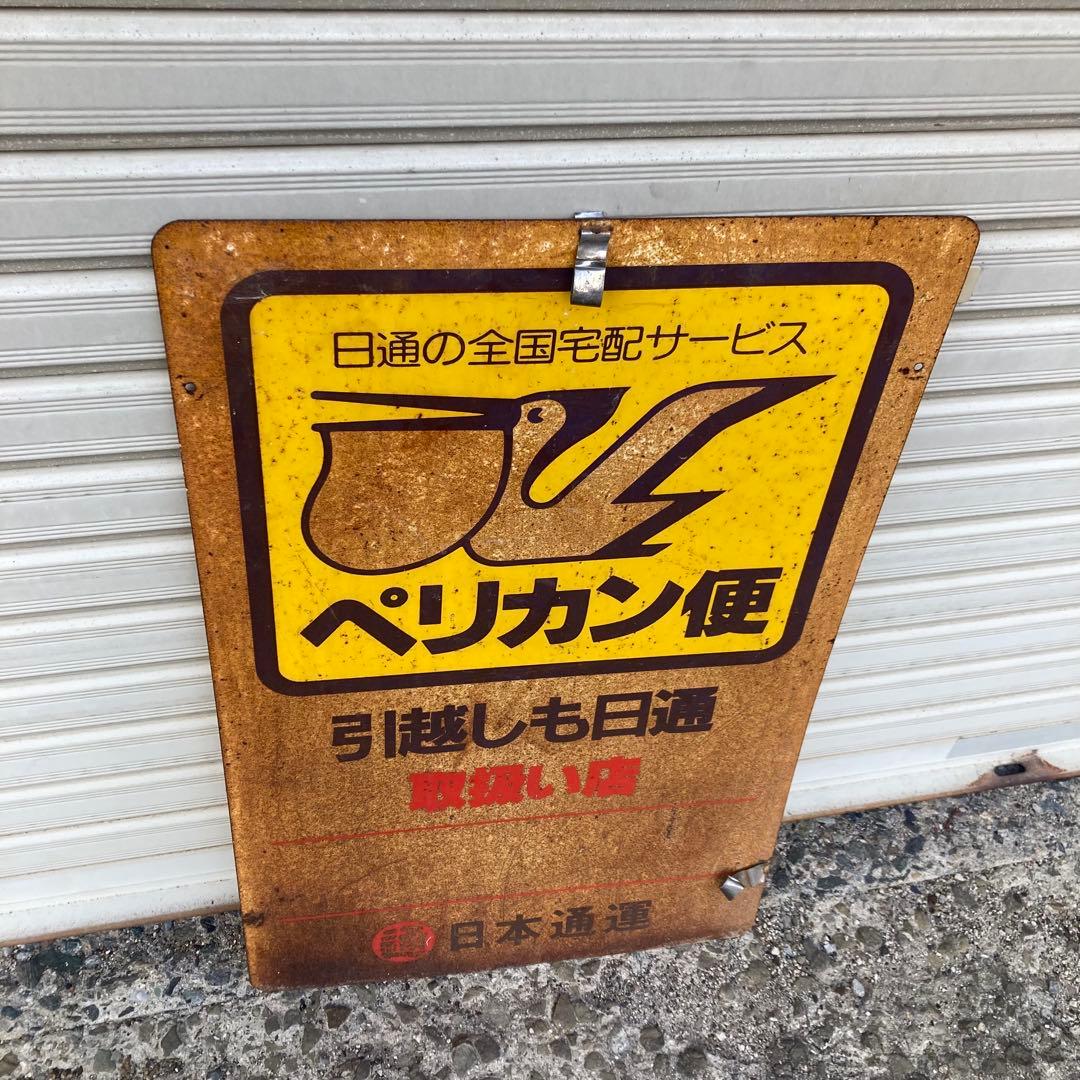 日通の全国宅配サービス
ペリカン便
引越しも日通
取扱い店
通 日本通運